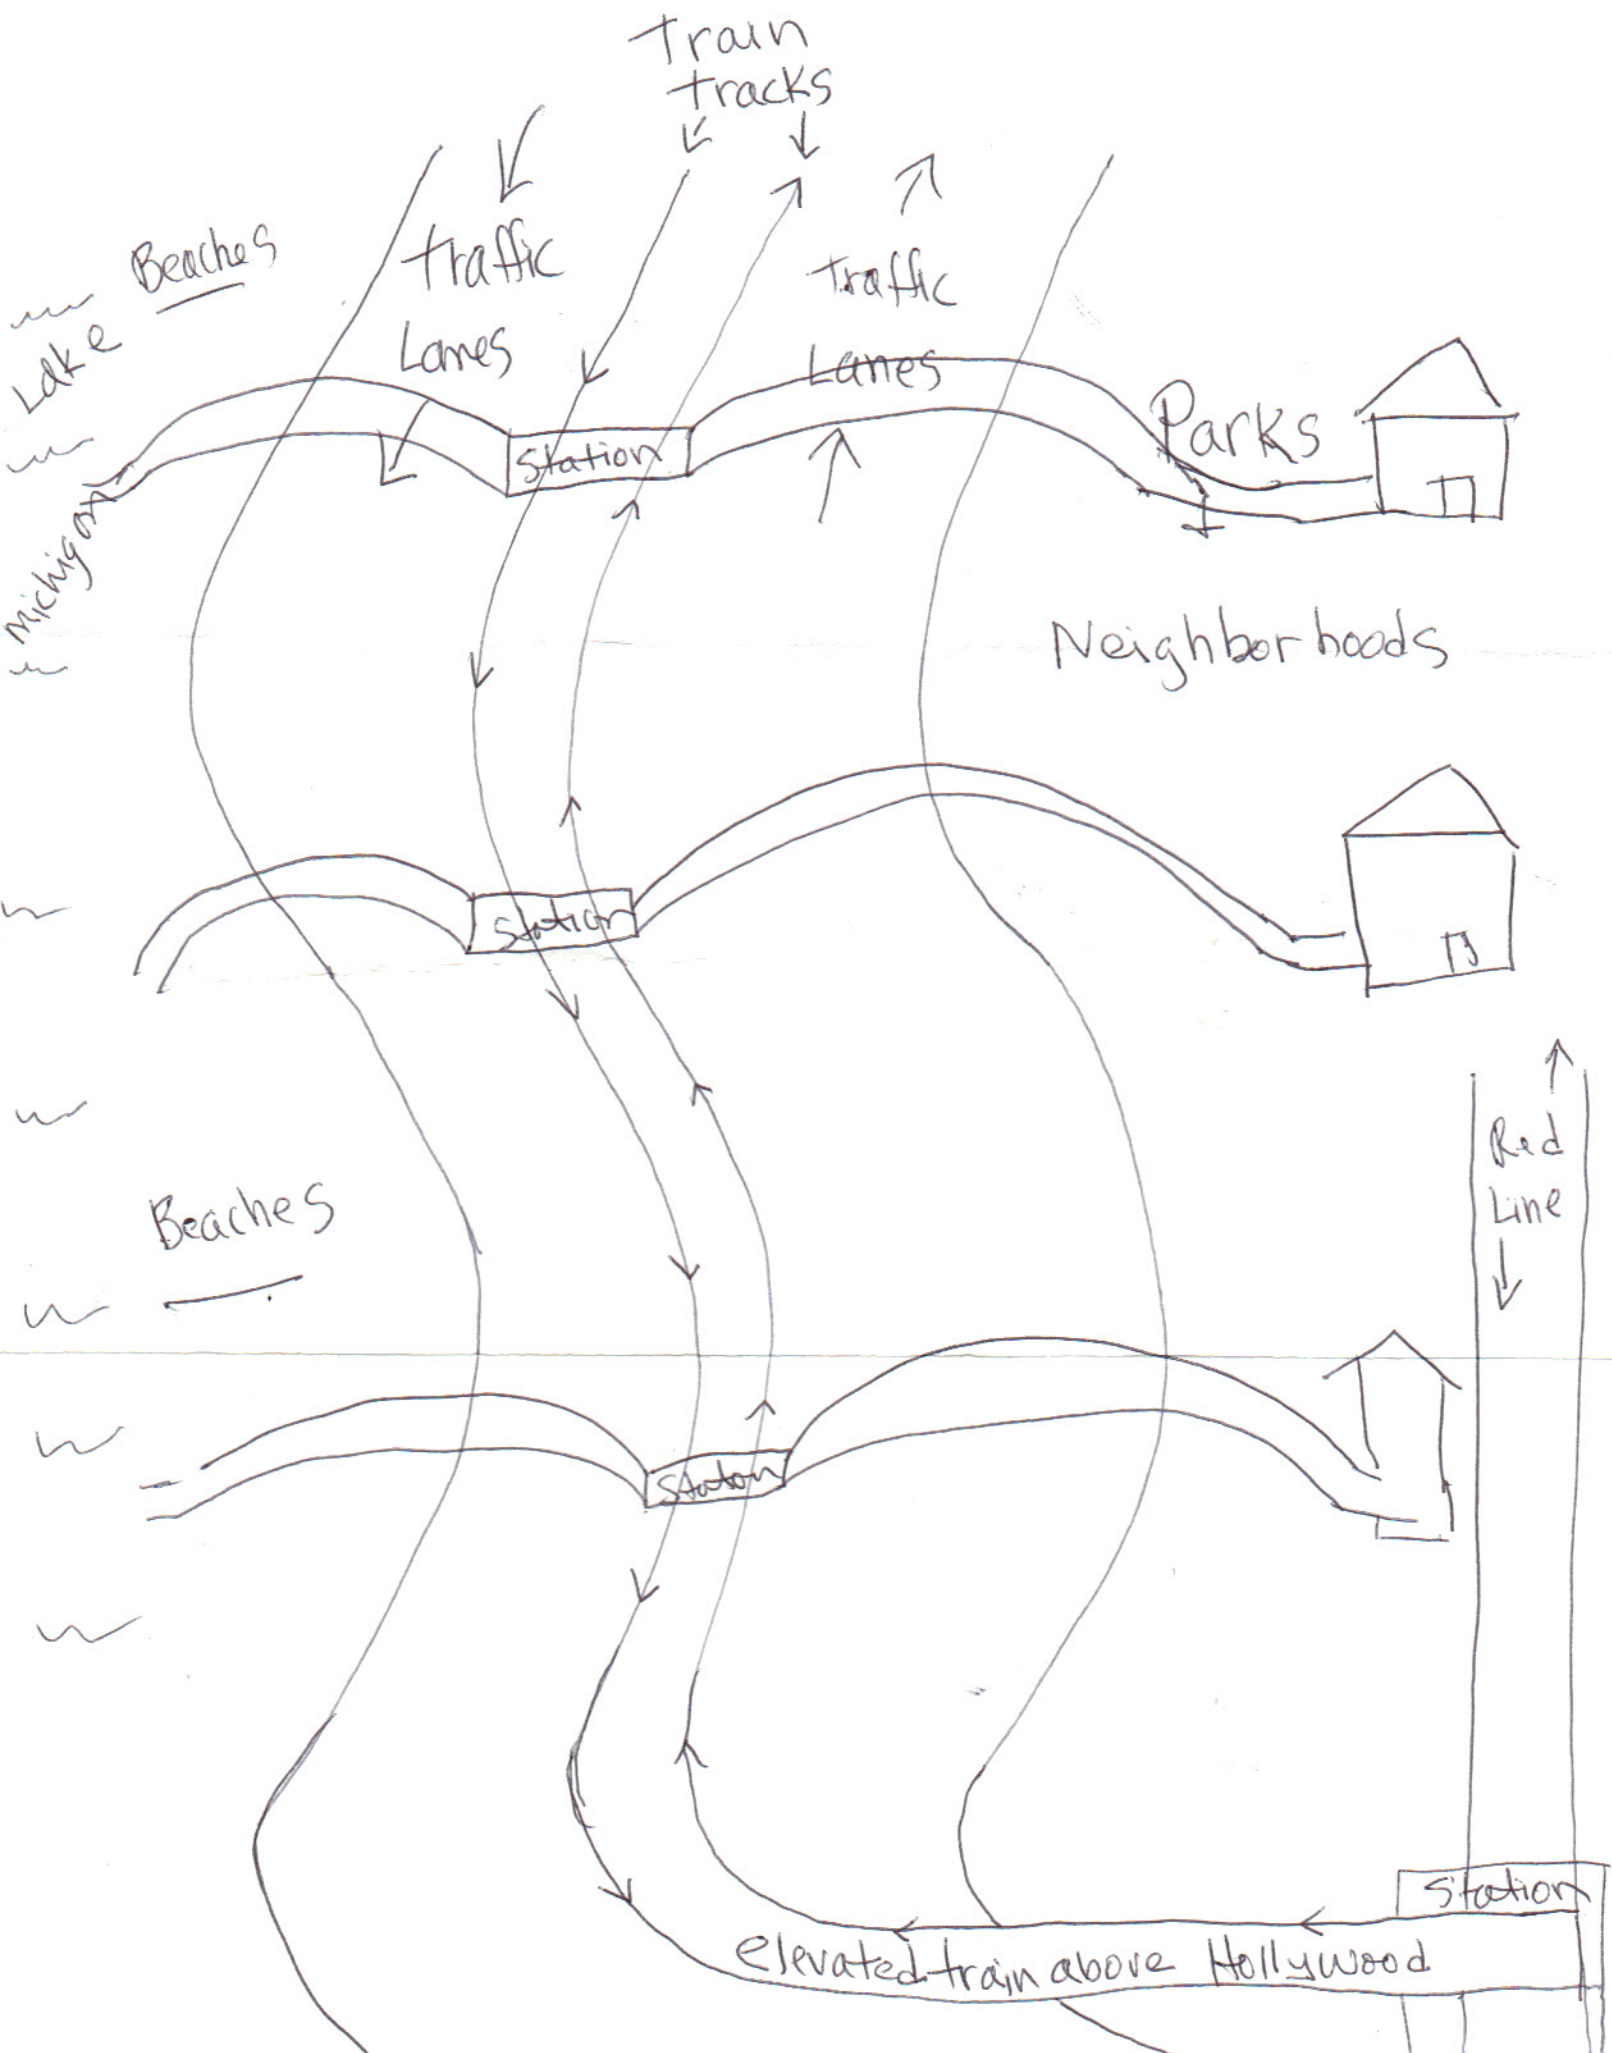 Train
tracks
Beaches
Traffic
Lanes
Traffic
Lanes
Lake
Michigan
Station
Parks
Neighborhoods
Station
Red
Line
Beaches
Station
Station
elevated train above Hollywood